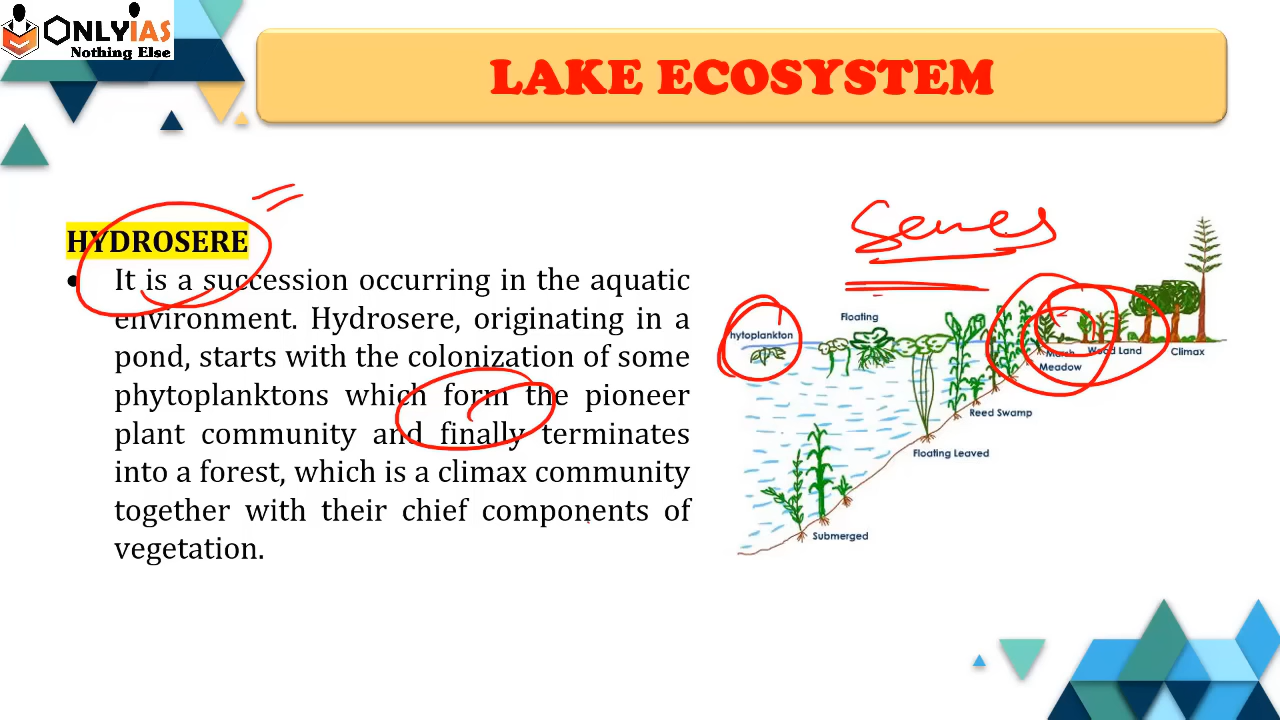 ONLYIAS
Nothing Else
LAKE ECOSYSTEM
HYDROSERE
• It is a succession occurring in the aquatic
environment. Hydrosere, originating in a
pond, starts with the colonization of some
phytoplanktons which form the pioneer
plant community and finally terminates
into a forest, which is a climax community
together with their chief components of
vegetation.
Floating
hytoplankton
Marsh
Meadow
Wood Land
Climax
Reed Swamp
Floating Leaved
Submerged